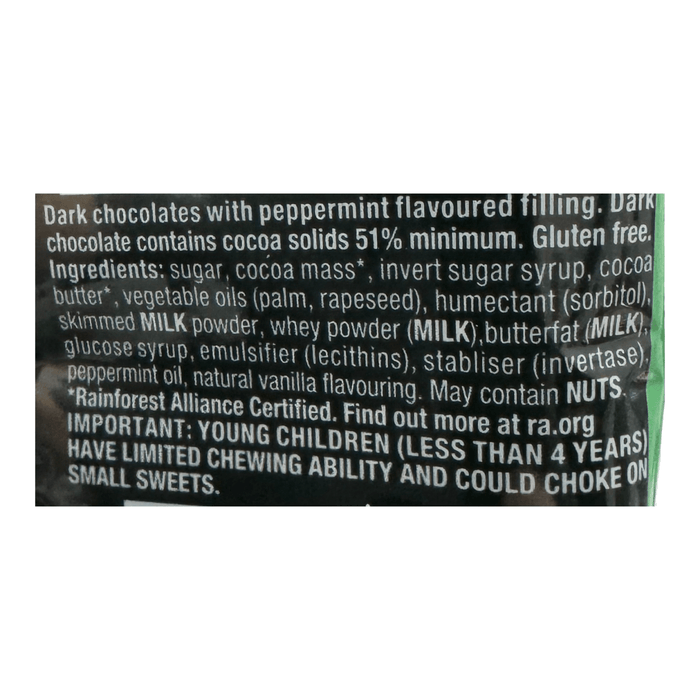 Dark chocolates with peppermint flavoured filling. Dark
chocolate contains cocoa solids 51% minimum. Gluten free.
Ingredients: sugar, cocoa mass*, invert sugar syrup, cocoa
butter*, vegetable oils (palm, rapeseed), humectant (sorbitol),
skimmed MILK powder, whey powder (MILK),butterfat (MILK),
glucose syrup, emulsifier (lecithins), stabliser (invertase),
peppermint oil, natural vanilla flavouring. May contain NUTS.
*Rainforest Alliance Certified. Find out more at ra.org
IMPORTANT: YOUNG CHILDREN (LESS THAN 4 YEARS)
HAVE LIMITED CHEWING ABILITY AND COULD CHOKE ON
SMALL SWEETS.